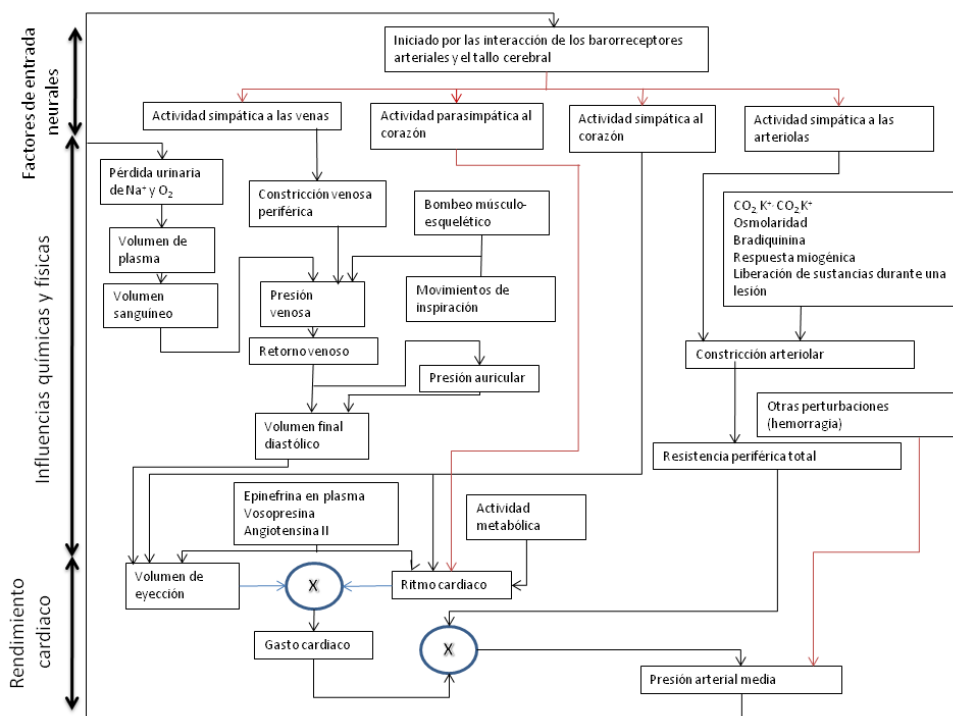 Factores de entrada
neurales
Influencias químicas y físicas
Rendimiento
cardiaco
Iniciado por las interacción de los barorreceptores
arteriales y el tallo cerebral
Actividad simpática a las venas
Actividad parasimpática al
corazón
Actividad simpática al
corazón
Actividad simpática a las
arteriolas
Pérdida urinaria
de Na⁺ y O₂
Constricción venosa
periférica
Bombeo músculo-
esquelético
CO₂, K⁺· CO₂ K⁺
Osmolaridad
Bradiquinina
Respuesta miogénica
Liberación de sustancias durante una
lesión
Volumen de
plasma
Volumen
sanguíneo
Presión
venosa
Movimientos de
inspiración
Retorno venoso
Constricción arteriolar
Presión auricular
Otras perturbaciones
(hemorragia)
Volumen final
diastólico
Resistencia periférica total
Epinefrina en plasma
Vosopresina
Angiotensina II
Actividad
metabólica
Volumen de
eyección
X
Ritmo cardiaco
Gasto cardiaco
X
Presión arterial media